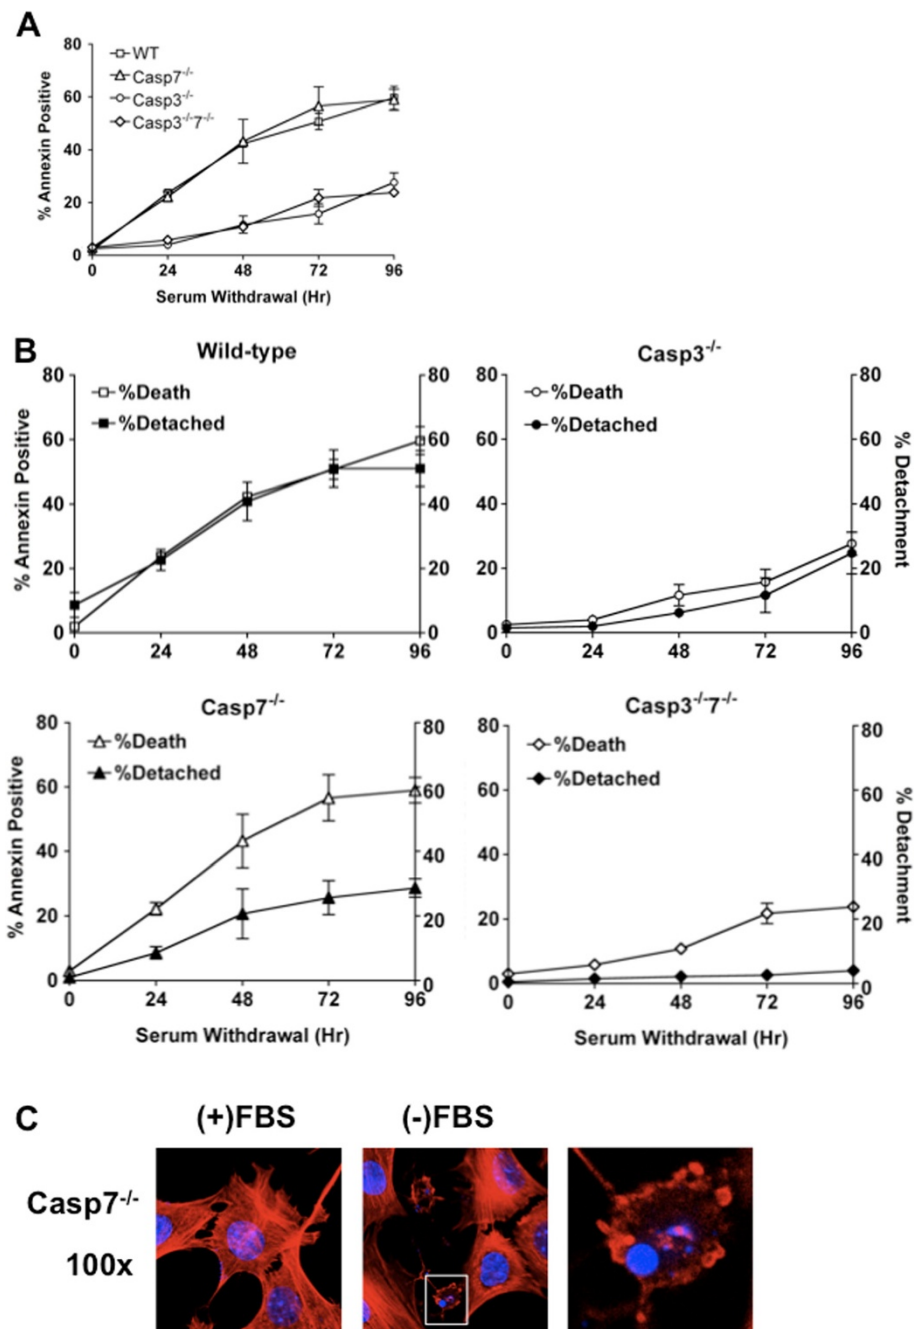 A
80
60
40
20
0
% Annexin Positive
WT
Casp7-/-
Casp3-/-
Casp3-/-7-/-
0 24 48 72 96
Serum Withdrawal (Hr)
B
Wild-type
80
60
40
20
0
% Annexin Positive
%Death
%Detached
80
60
40
20
0
0 24 48 72 96
Casp3-/-
80
60
40
20
0
%Death
%Detached
80
60
40
20
0
% Detachment
0 24 48 72 96
Casp7-/-
80
60
40
20
0
% Annexin Positive
%Death
%Detached
80
60
40
20
0
0 24 48 72 96
Serum Withdrawal (Hr)
Casp3-/-7-/-
80
60
40
20
0
%Death
%Detached
80
60
40
20
0
% Detachment
0 24 48 72 96
Serum Withdrawal (Hr)
C
(+)FBS (-)FBS
Casp7-/-
100x